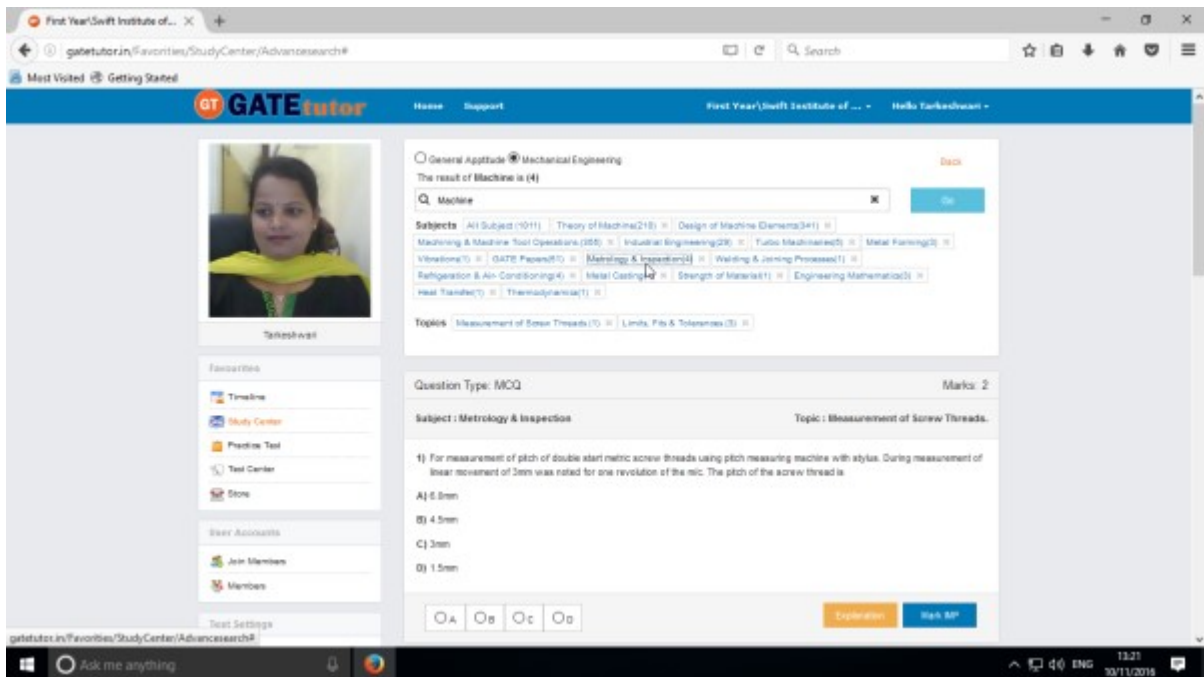 First Year\Swift Institute of...
gatetutor.in/Favorities/StudyCenter/Advancesearch#
Search
Most Visited Getting Started
GT GATEtutor Home Support First Year\Swift Institute of ... Hello Tarkeshwari
General Apptitude Mechanical Engineering Back
The result of Machine is (4)
Machine Go
Subjects All Subject (1011) Theory of Machine(218) Design of Machine Elements(341)
Machining & Machine Tool Operations (355) Industrial Engineering(29) Turbo Machineries(5) Metal Forming(3)
Vibrations(1) GATE Papers(51) Metrology & Inspection(4) Welding & Joining Processes(1)
Refrigeration & Air-Conditioning(4) Metal Casting Strength of Material(1) Engineering Mathematics(3)
Heat Transfer(1) Thermodynamics(1)
Topics Measurement of Screw Threads.(1) Limits, Fits & Tolerances.(3)
Tarkeshwari
Favourites
Timeline
Study Center
Practice Test
Test Center
Store
User Accounts
Join Members
Members
Test Settings
Question Type: MCQ Marks: 2
Subject : Metrology & Inspection Topic : Measurement of Screw Threads.
1) For measurement of pitch of double start metric screw threads using pitch measuring machine with stylus. During measurement of
linear movement of 3mm was noted for one revolution of the mic. The pitch of the screw thread is
A) 6.0mm
B) 4.5mm
C) 3mm
D) 1.5mm
A B C D Explanation Mark IMP
gatetutor.in/Favorities/StudyCenter/Advancesearch#
Ask me anything ENG 13:21
10/11/2016